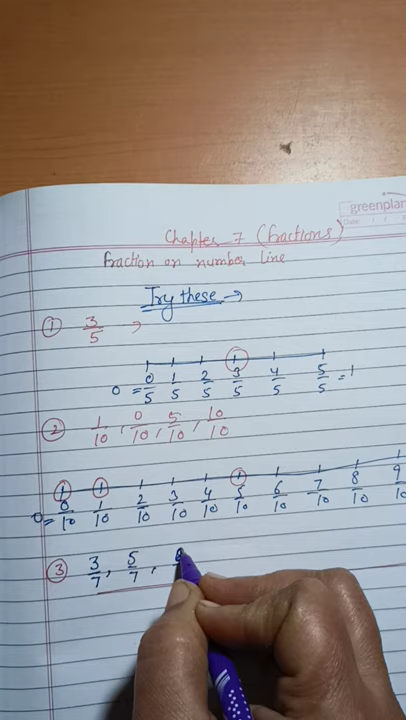 greenplan
Date
Chapter 7 (fractions)
fraction on number line
Try these →
① 3/5 ,
0 = 0/5 1/5 2/5 3/5 4/5 5/5 = 1
② 1/10, 0/10, 5/10, 10/10
0 = 0/10 1/10 2/10 3/10 4/10 5/10 6/10 7/10 8/10 9/10
③ 3/7, 5/7,